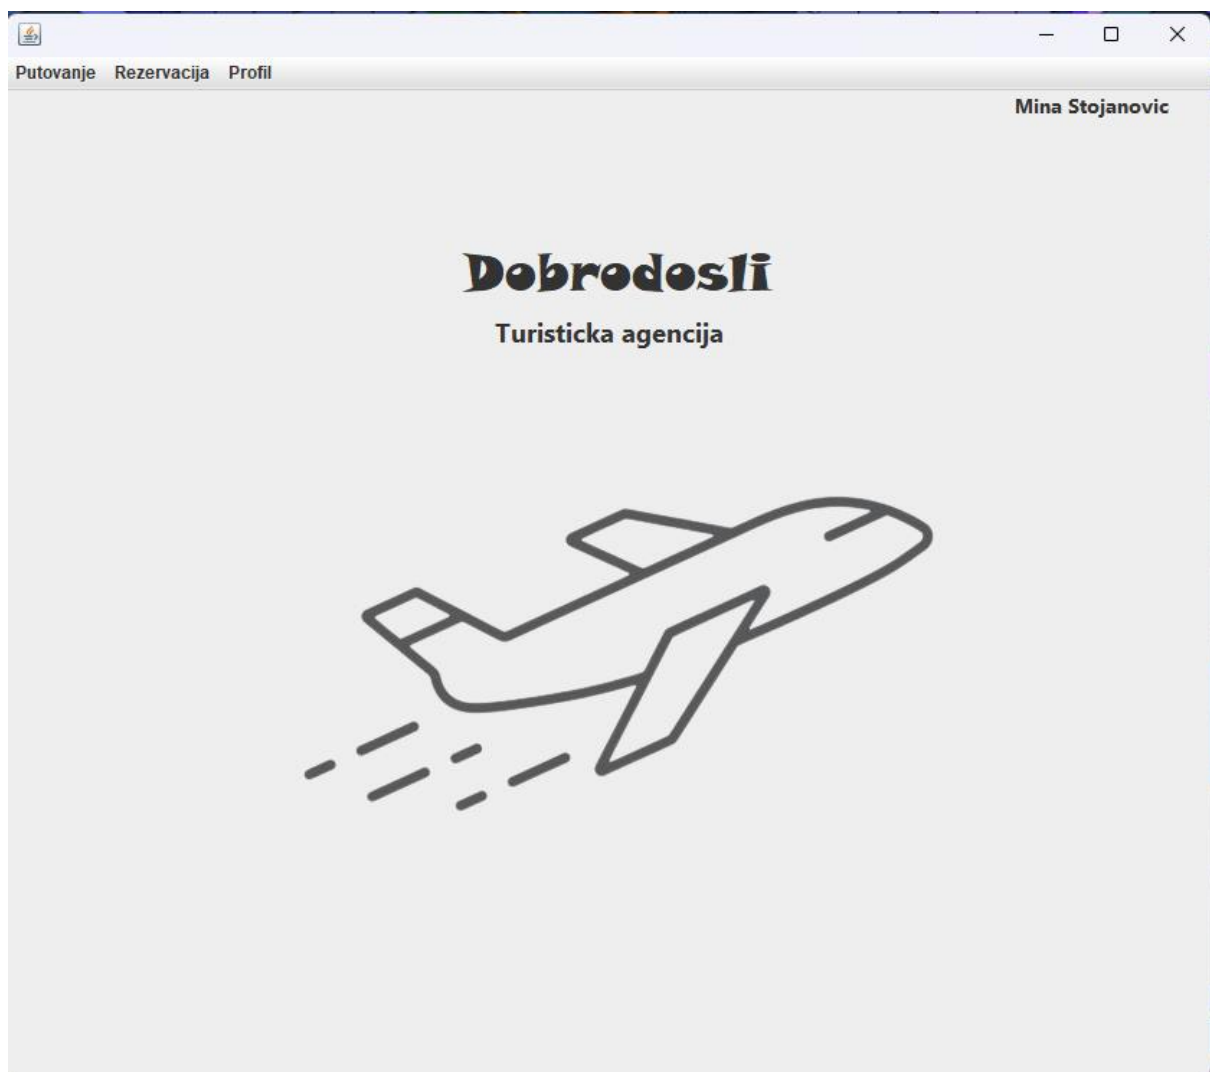 Putovanje Rezervacija Profil
Mina Stojanovic
Dobrodosli
Turisticka agencija